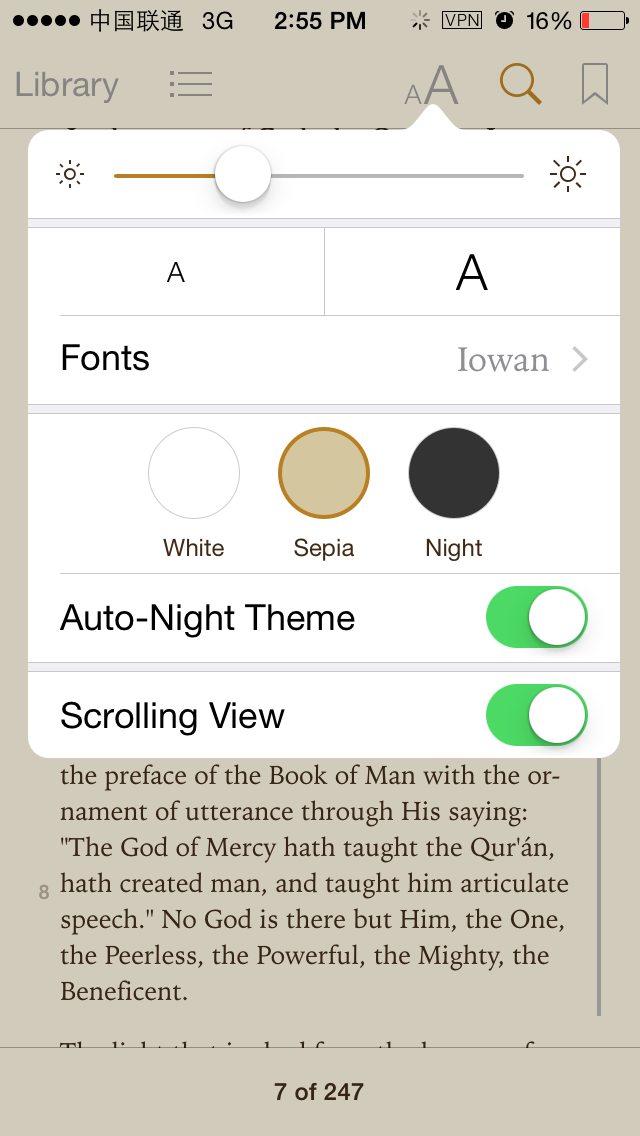 中国联通 3G 2:55 PM VPN 16%
Library AA
A A
Fonts Iowan
White Sepia Night
Auto-Night Theme
Scrolling View
the preface of the Book of Man with the or-
nament of utterance through His saying:
"The God of Mercy hath taught the Qur'án,
8 hath created man, and taught him articulate
speech." No God is there but Him, the One,
the Peerless, the Powerful, the Mighty, the
Beneficent.
7 of 247